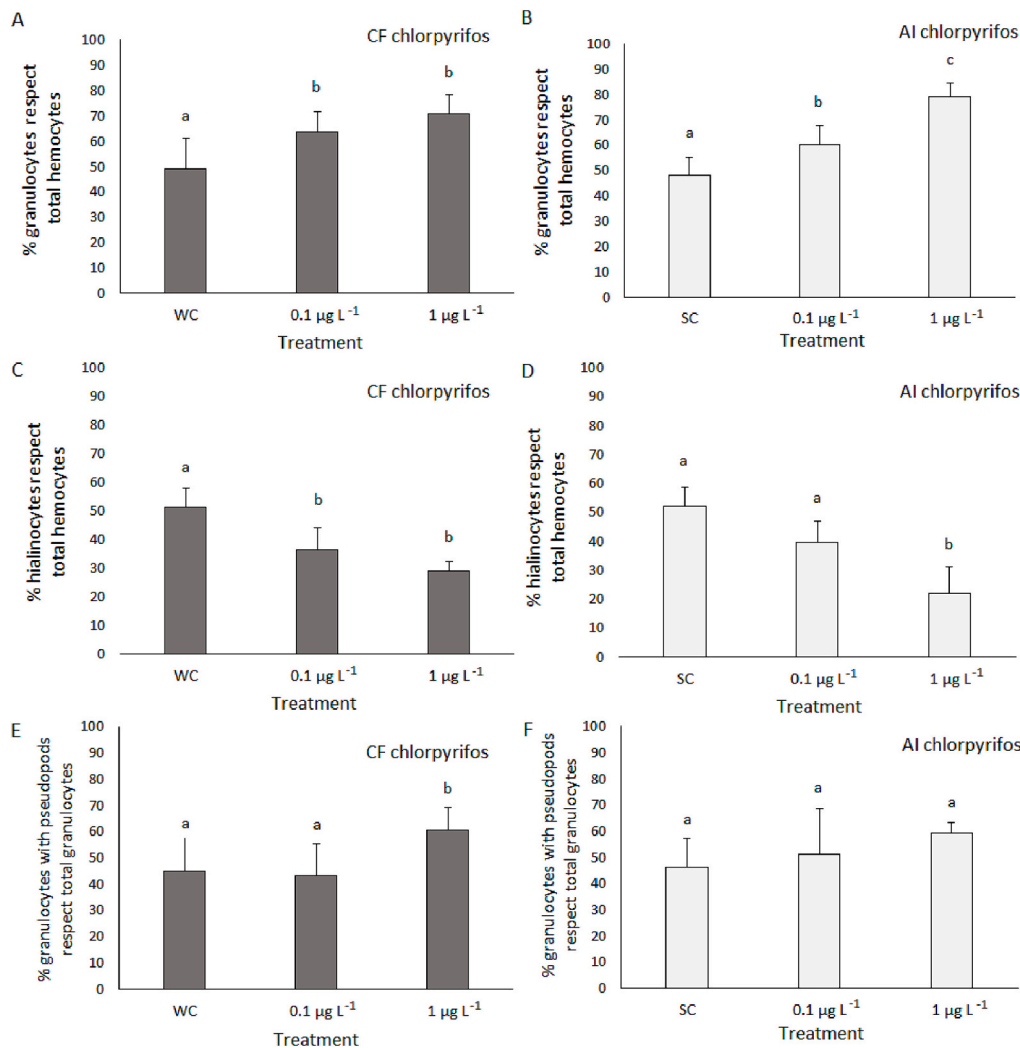 A
CF chlorpyrifos
% granulocytes respect
total hemocytes
100
90
80
70
60
50
40
30
20
10
0
a
b
b
WC
0.1 µg L⁻¹
1 µg L⁻¹
Treatment
B
AI chlorpyrifos
% granulocytes respect
total hemocytes
100
90
80
70
60
50
40
30
20
10
0
a
b
c
SC
0.1 µg L⁻¹
1 µg L⁻¹
Treatment
C
CF chlorpyrifos
% hialinocytes respect
total hemocytes
100
90
80
70
60
50
40
30
20
10
0
a
b
b
WC
0.1 µg L⁻¹
1 µg L⁻¹
Treatment
D
AI chlorpyrifos
% hialinocytes respect
total hemocytes
100
90
80
70
60
50
40
30
20
10
0
a
a
b
SC
0.1 µg L⁻¹
1 µg L⁻¹
Treatment
E
CF chlorpyrifos
% granulocytes with pseudopods
respect total granulocytes
100
90
80
70
60
50
40
30
20
10
0
a
a
b
WC
0.1 µg L⁻¹
1 µg L⁻¹
Treatment
F
AI chlorpyrifos
% granulocytes with pseudopods
respect total granulocytes
100
90
80
70
60
50
40
30
20
10
0
a
a
a
SC
0.1 µg L⁻¹
1 µg L⁻¹
Treatment